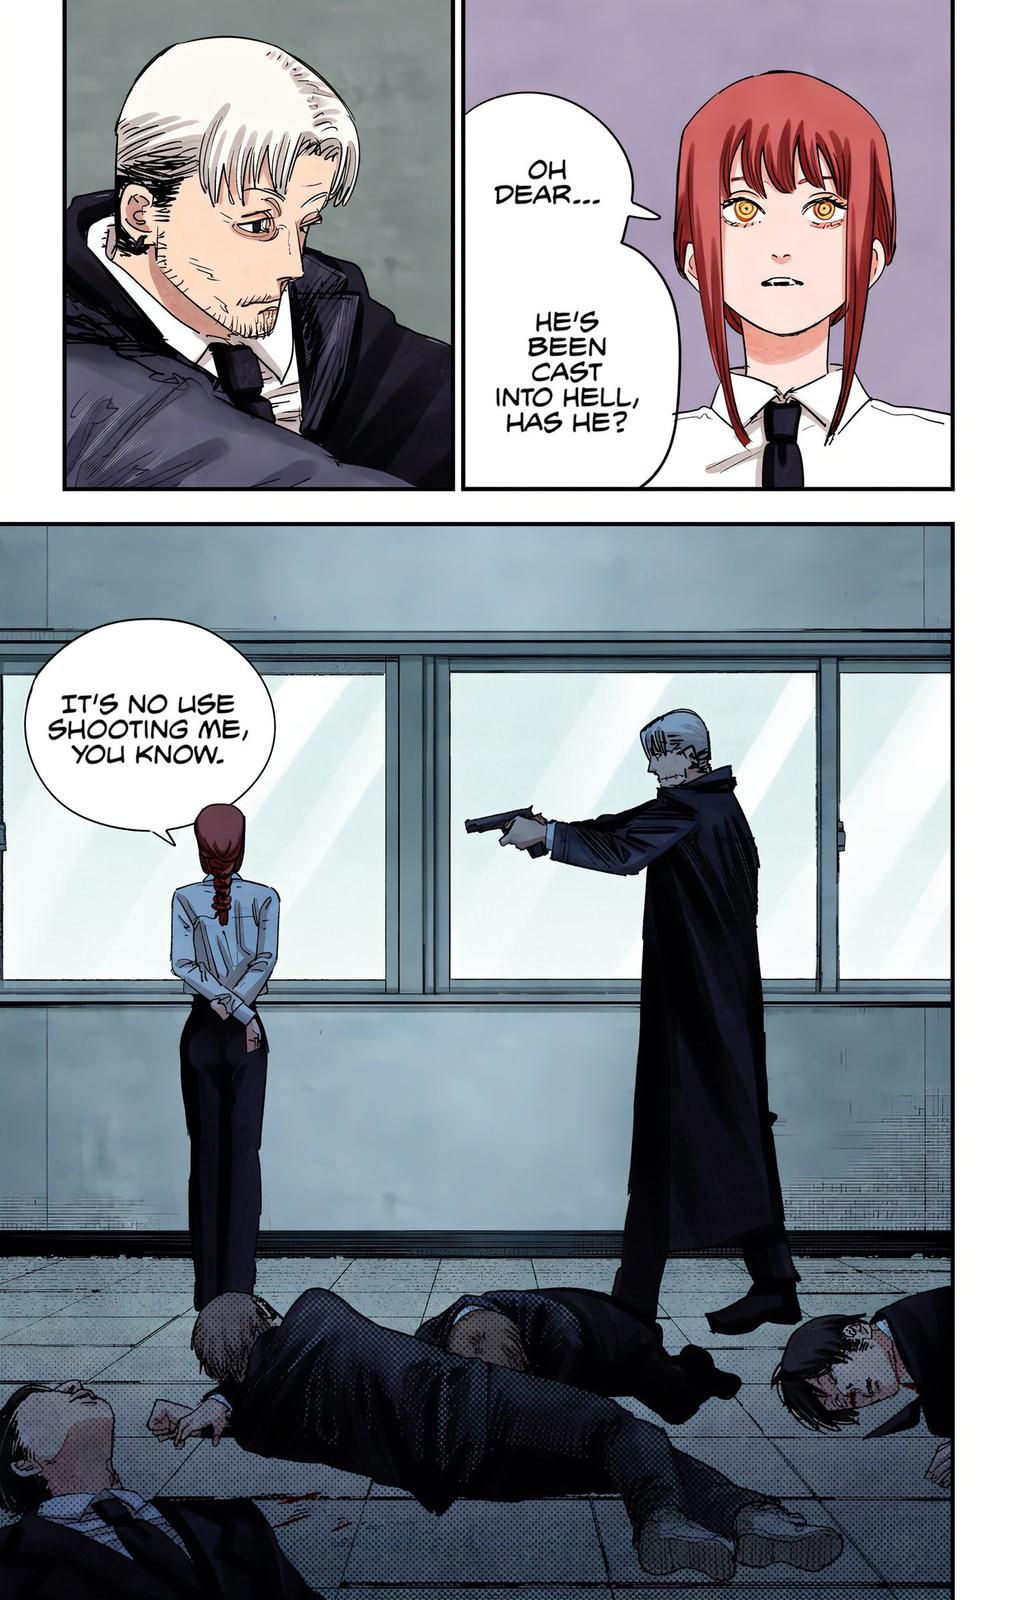 OH
DEAR...
HE'S
BEEN
CAST
INTO HELL,
HAS HE?
IT'S NO USE
SHOOTING ME,
YOU KNOW.